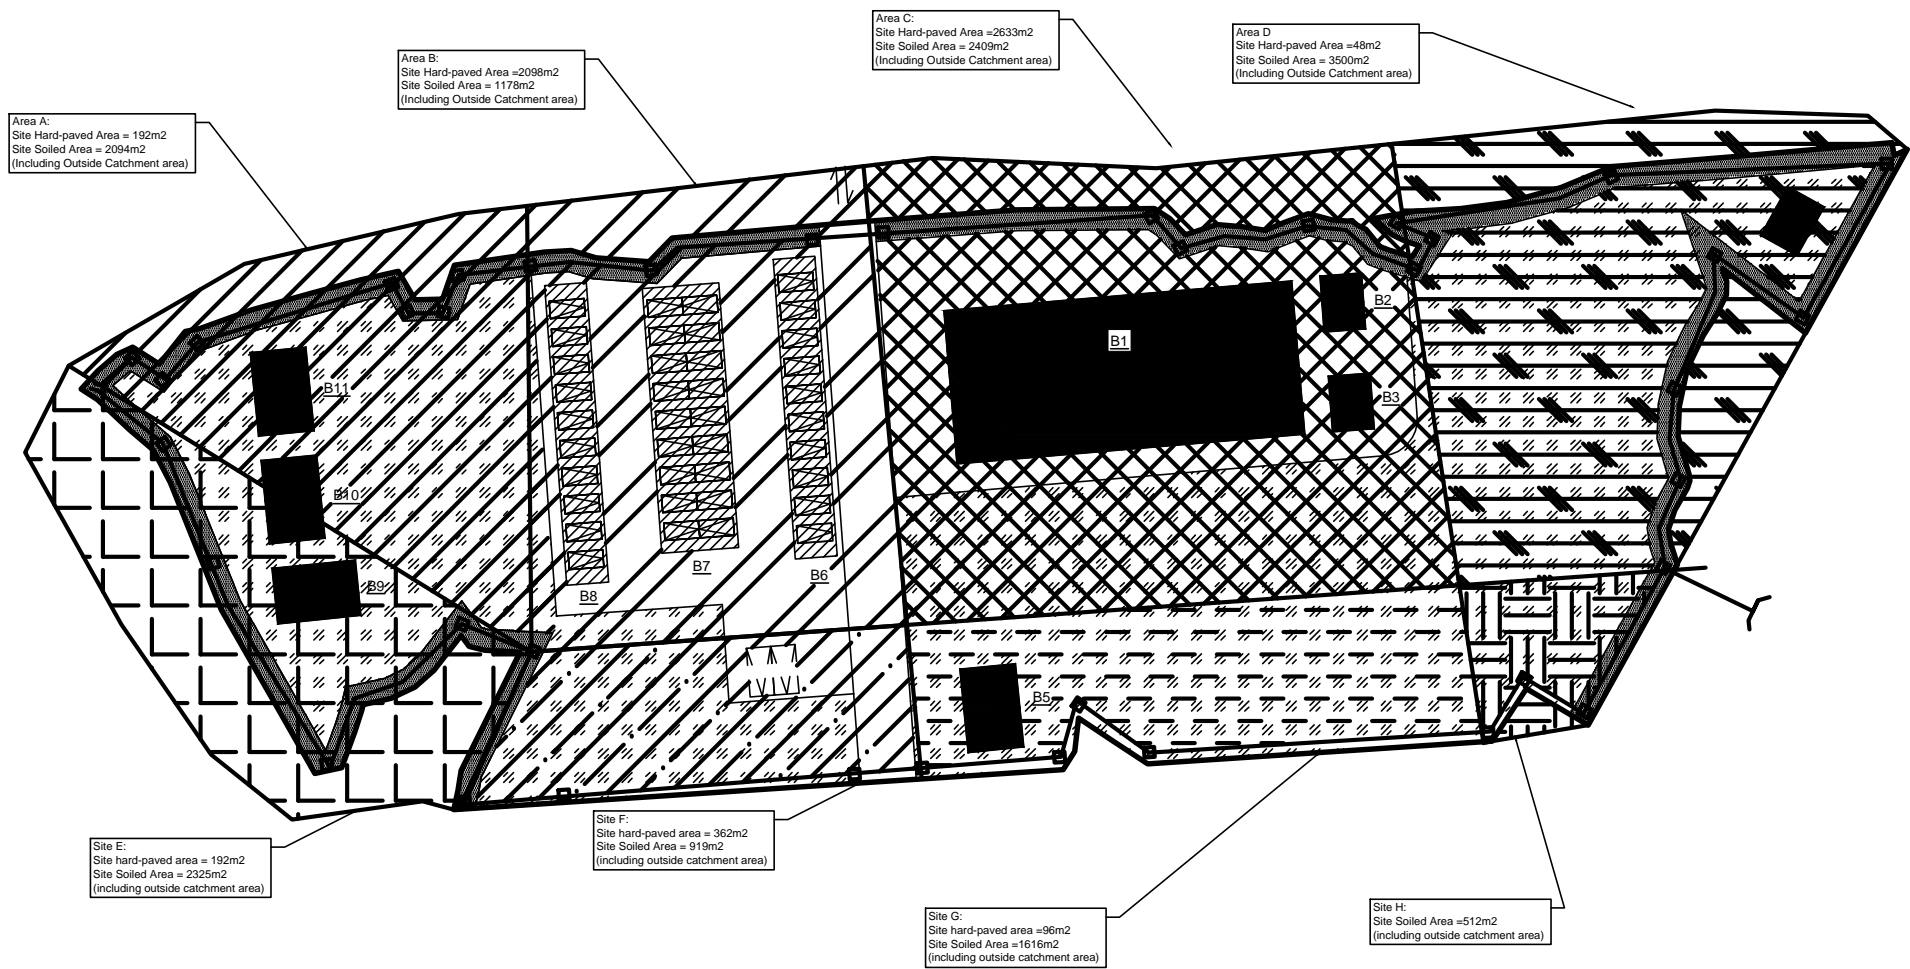 Area C:
Site Hard-paved Area =2633m2
Site Soiled Area = 2409m2
(Including Outside Catchment area)
Area D
Site Hard-paved Area =48m2
Site Soiled Area = 3500m2
(Including Outside Catchment area)
Area B:
Site Hard-paved Area =2098m2
Site Soiled Area = 1178m2
(Including Outside Catchment area)
Area A:
Site Hard-paved Area = 192m2
Site Soiled Area = 2094m2
(Including Outside Catchment area)
B2
B1
B11
B3
B10
B7
B6
B9
B8
B5
Site F:
Site hard-paved area = 362m2
Site Soiled Area = 919m2
(including outside catchment area)
Site E:
Site hard-paved area = 192m2
Site Soiled Area = 2325m2
(including outside catchment area)
Site H:
Site Soiled Area =512m2
(including outside catchment area)
Site G:
Site hard-paved area =96m2
Site Soiled Area =1616m2
(including outside catchment area)